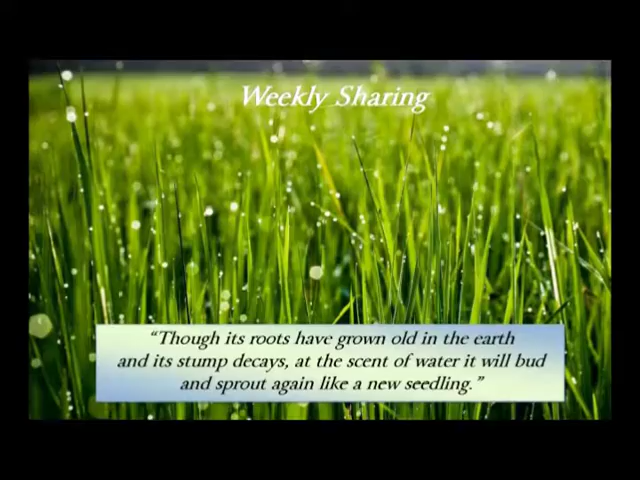 Weekly Sharing
“Though its roots have grown old in the earth
and its stump decays, at the scent of water it will bud
and sprout again like a new seedling.”